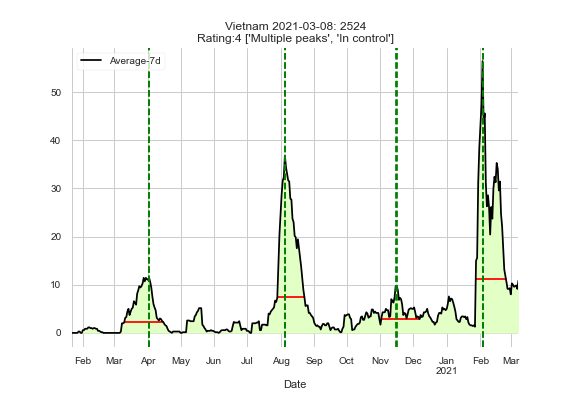 Vietnam 2021-03-08: 2524
Rating:4 ['Multiple peaks', 'In control']
Average-7d
50
40
30
20
10
0
Feb Mar Apr May Jun Jul Aug Sep Oct Nov Dec Jan Feb Mar
2021
Date